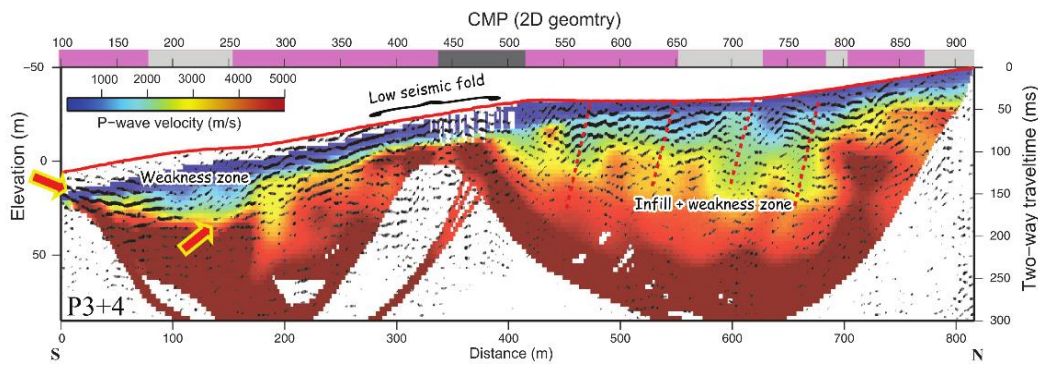 CMP (2D geomtry)
100 150 200 250 300 350 400 450 500 550 600 650 700 750 800 850 900
−50 0
1000 2000 3000 4000 5000
P-wave velocity (m/s)
Low seismic fold
50
Elevation (m)
0 100
Weakness zone
150
Infill + weakness zone
Two-way traveltime (ms)
200
50
250
P3+4
300
0 100 200 300 400 500 600 700 800
S Distance (m) N